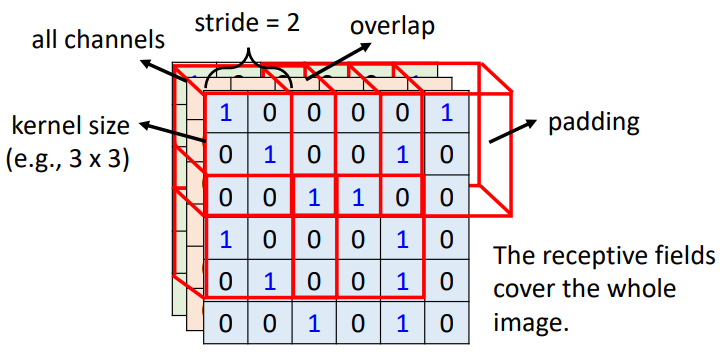 stride = 2
overlap
all channels
kernel size
(e.g., 3 x 3)
padding
1 0 0 0 0 1
0 1 0 0 1 0
0 0 1 1 0 0
1 0 0 0 1 0
0 1 0 0 1 0
0 0 1 0 1 0
The receptive fields
cover the whole
image.